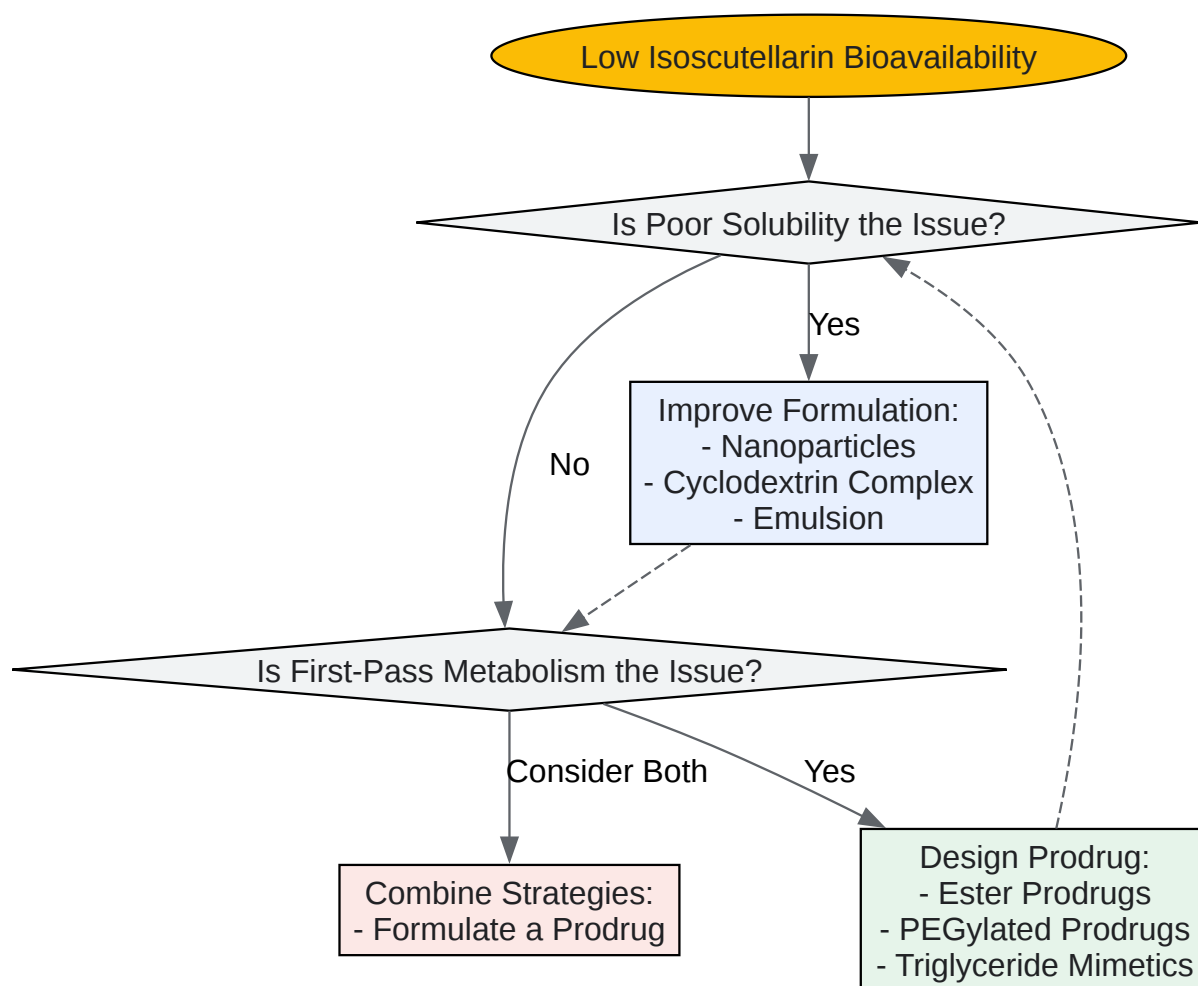 Low Isoscutellarin Bioavailability
Is Poor Solubility the Issue?
Yes
Improve Formulation:
- Nanoparticles
- Cyclodextrin Complex
- Emulsion
No
Is First-Pass Metabolism the Issue?
Consider Both
Yes
Combine Strategies:
- Formulate a Prodrug
Design Prodrug:
- Ester Prodrugs
- PEGylated Prodrugs
- Triglyceride Mimetics